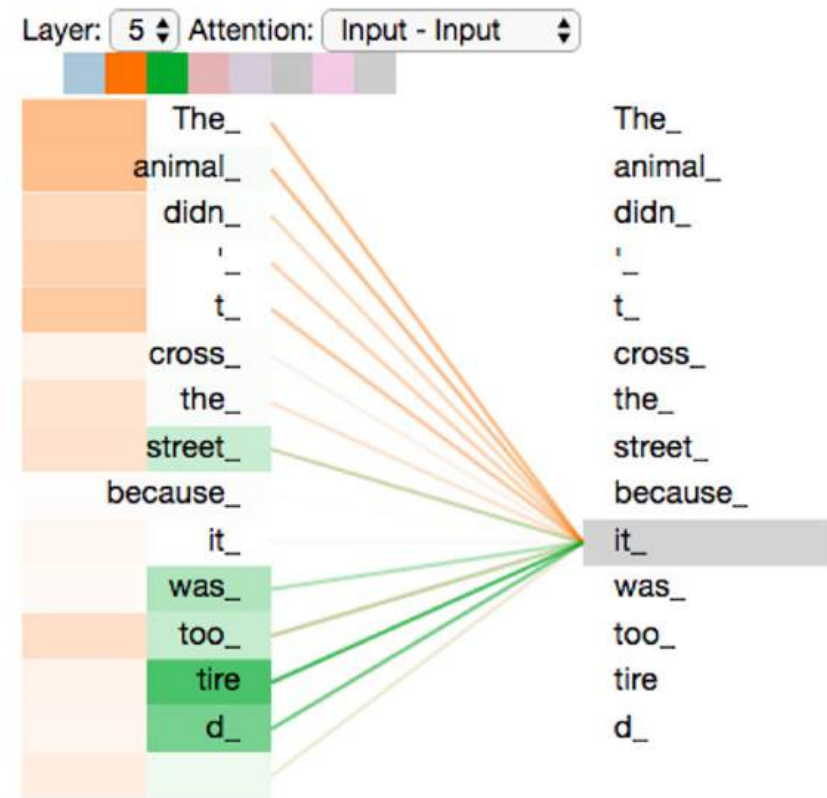 Layer: 5 Attention: Input - Input
The_ The_
animal_ animal_
didn_ didn_
'_ '_
t_ t_
cross_ cross_
the_ the_
street_ street_
because_ because_
it_ it_
was_ was_
too_ too_
tire tire
d_ d_